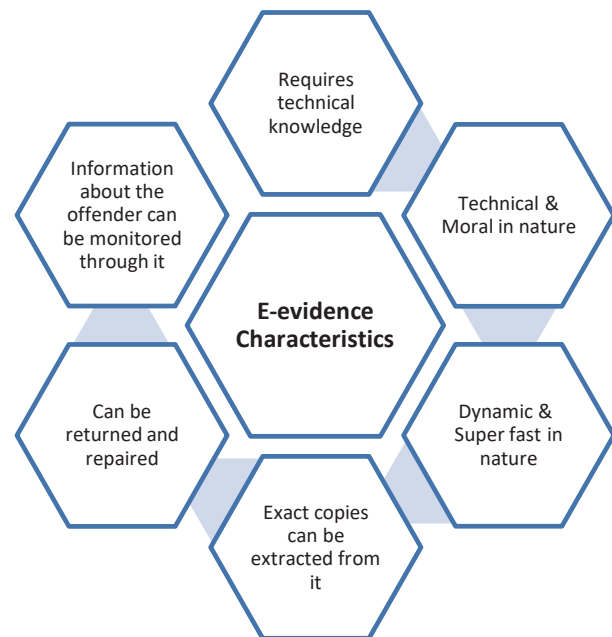 Requires
technical
knowledge
Technical &
Moral in nature
Dynamic &
Super fast in
nature
Exact copies
can be
extracted from
it
Can be
returned and
repaired
Information
about the
offender can
be monitored
through it
E-evidence
Characteristics